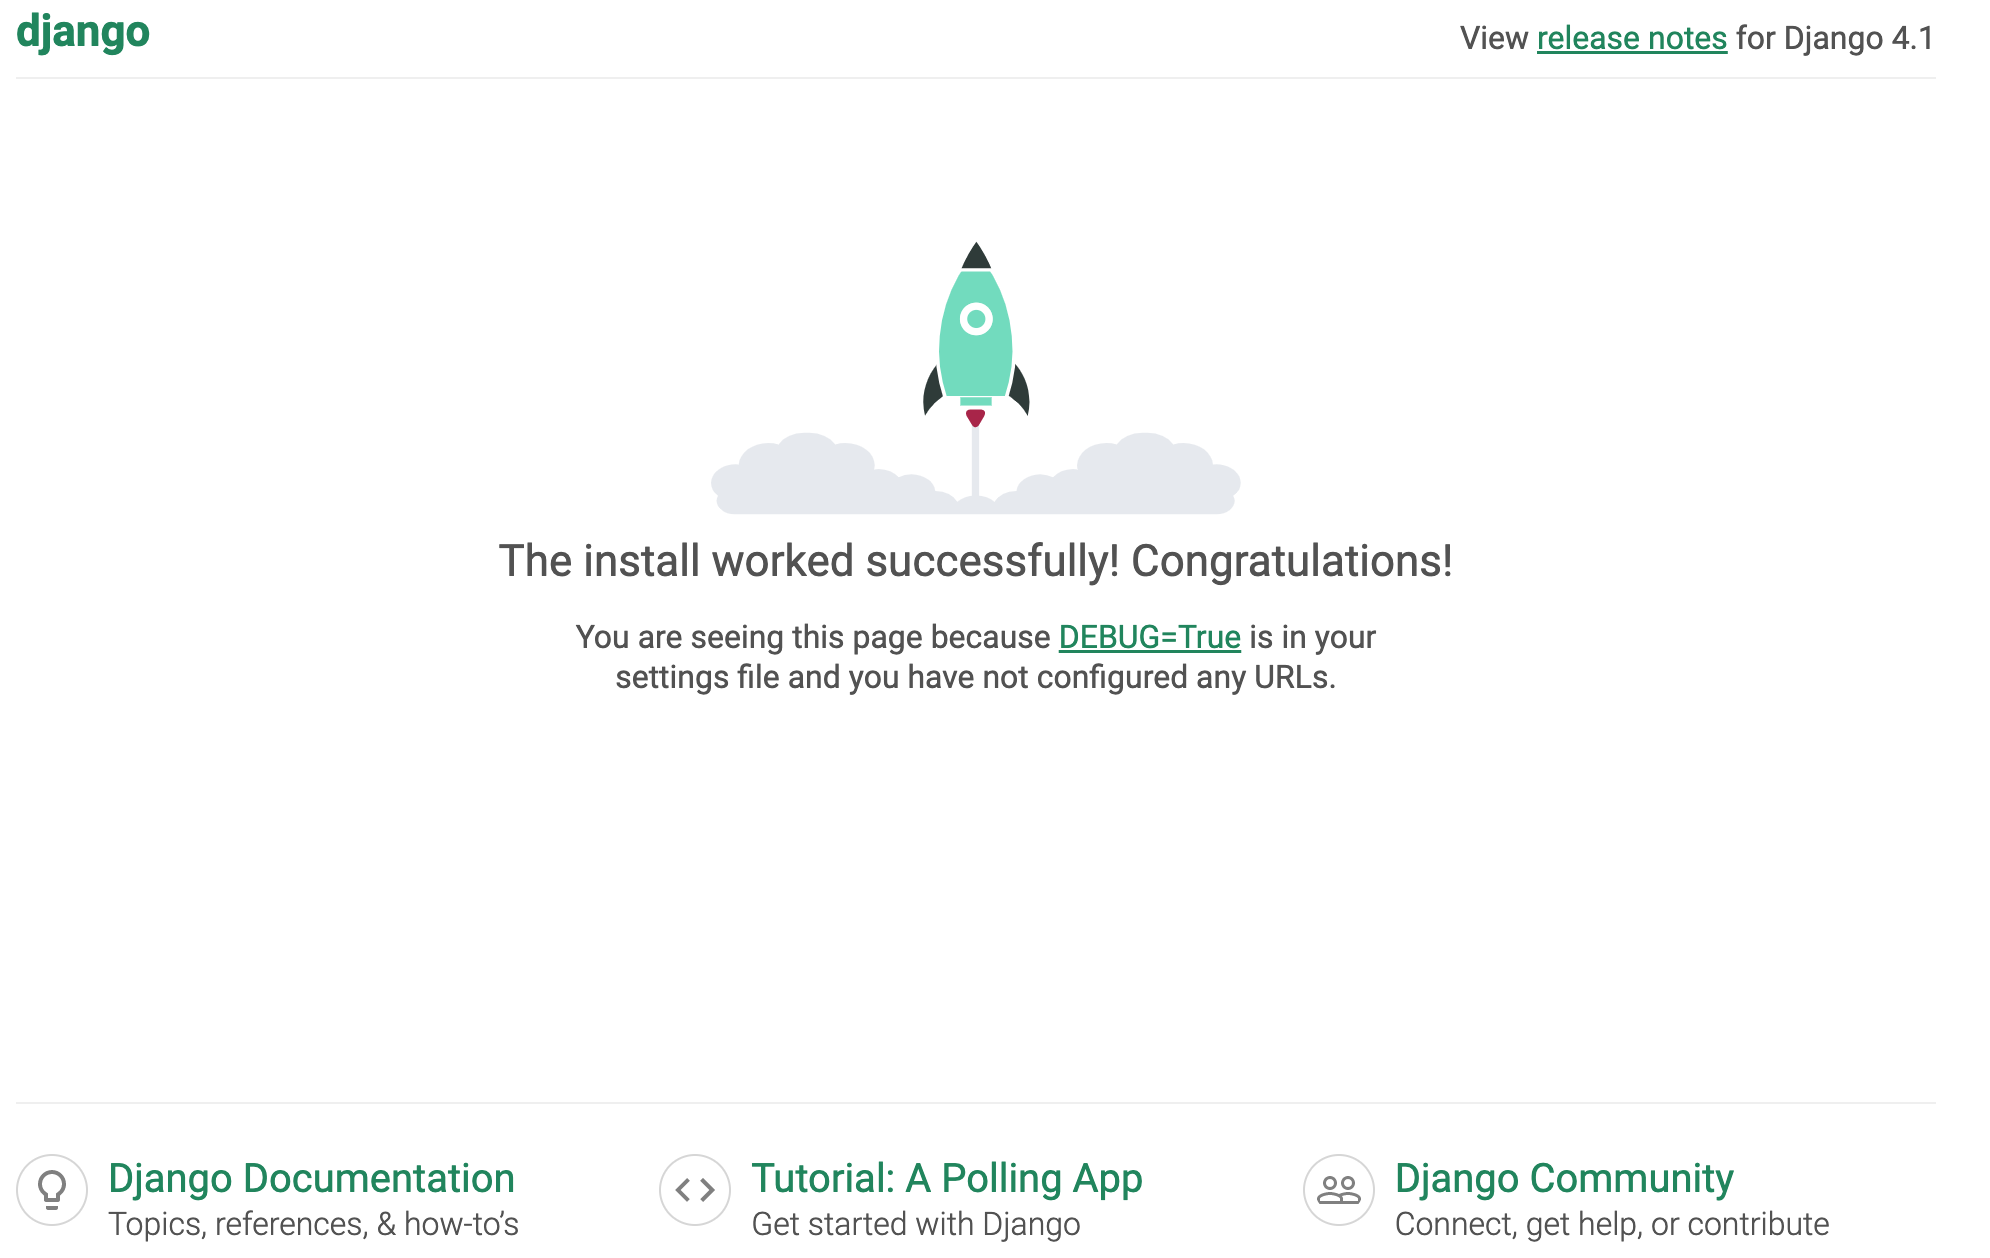 django
View release notes for Django 4.1
The install worked successfully! Congratulations!
You are seeing this page because DEBUG=True is in your
settings file and you have not configured any URLs.
Django Documentation
Topics, references, & how-to’s
Tutorial: A Polling App
Get started with Django
Django Community
Connect, get help, or contribute